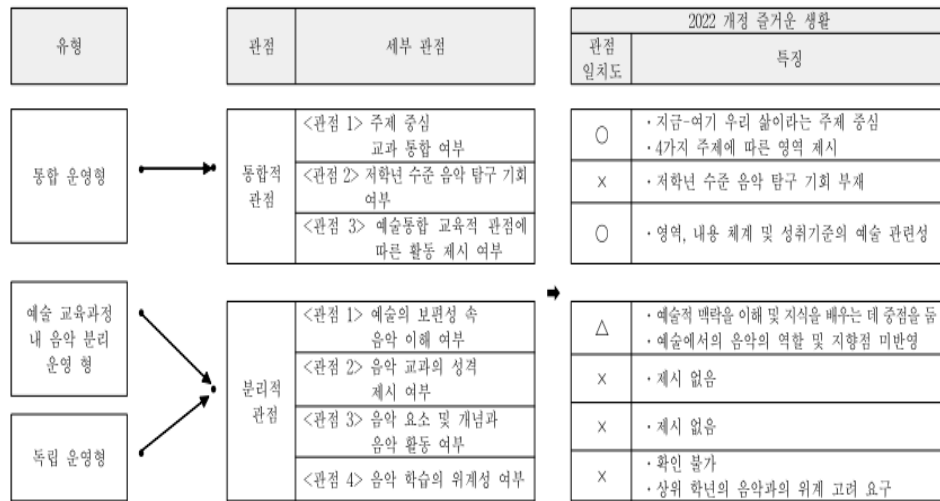 유형
관점
세부 관점
2022 개정 즐거운 생활
관점
일치도
특징
통합 운영형
통합적
관점
<관점 1> 주제 중심
교과 통합 여부
○
· 지금-여기 우리 삶이라는 주제 중심
· 4가지 주제에 따른 영역 제시
<관점 2> 저학년 수준 음악 탐구 기회
여부
×
· 저학년 수준 음악 탐구 기회 부재
<관점 3> 예술통합 교육적 관점에
따른 활동 제시 여부
○
· 영역, 내용 체계 및 성취기준의 예술 관련성
예술 교육과정
내 음악 분리
운영 형
독립 운영형
분리적
관점
<관점 1> 예술의 보편성 속
음악 이해 여부
△
· 예술적 맥락을 이해 및 지식을 배우는 데 중점을 둠
· 예술에서의 음악의 역할 및 지향점 미반영
<관점 2> 음악 교과의 성격
제시 여부
×
· 제시 없음
<관점 3> 음악 요소 및 개념과
음악 활동 여부
×
· 제시 없음
<관점 4> 음악 학습의 위계성 여부
×
· 확인 불가
· 상위 학년의 음악과의 위계 고려 요구